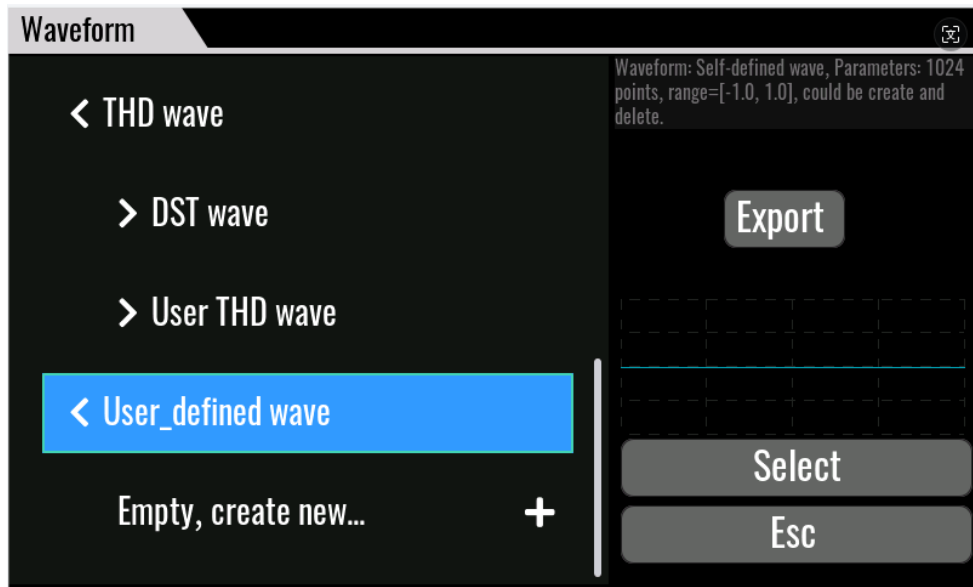 Waveform
THD wave
DST wave
User THD wave
User_defined wave
Empty, create new...
Waveform: Self-defined wave, Parameters: 1024
points, range=[-1.0, 1.0], could be create and
delete.
Export
Select
Esc